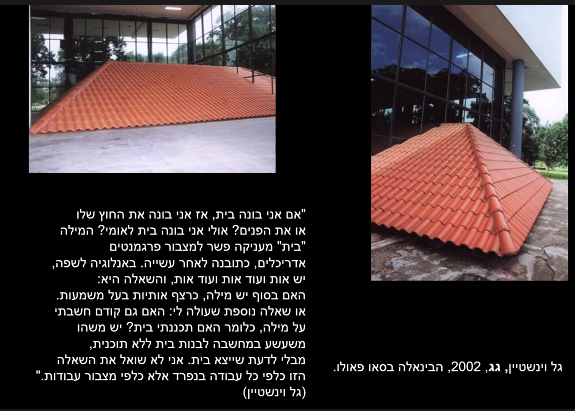 "אם אני בונה בית, אז אני בונה את החוץ שלו
או את הפנים? אולי אני בונה בית לאומי? המילה
"בית" מעניקה פשר למצבור פרגמנטים
אדריכלים, כתובנה לאחר עשייה. באנלוגיה לשפה,
יש אות ועוד אות ועוד אות, והשאלה היא:
האם בסוף יש מילה, כרצף אותיות בעל משמעות.
או שאלה נוספת שעולה לי: האם גם קודם חשבתי
על מילה, כלומר האם תכננתי בית? יש משהו
משעשע במחשבה לבנות בית ללא תוכנית,
מבלי לדעת שייצא בית. אני לא שואל את השאלה
הזו כלפי כל עבודה בנפרד אלא כלפי מצבור עבודות."
(גל וינשטיין)
גל וינשטיין, גג, 2002, הבינאלה בסאו פאולו.